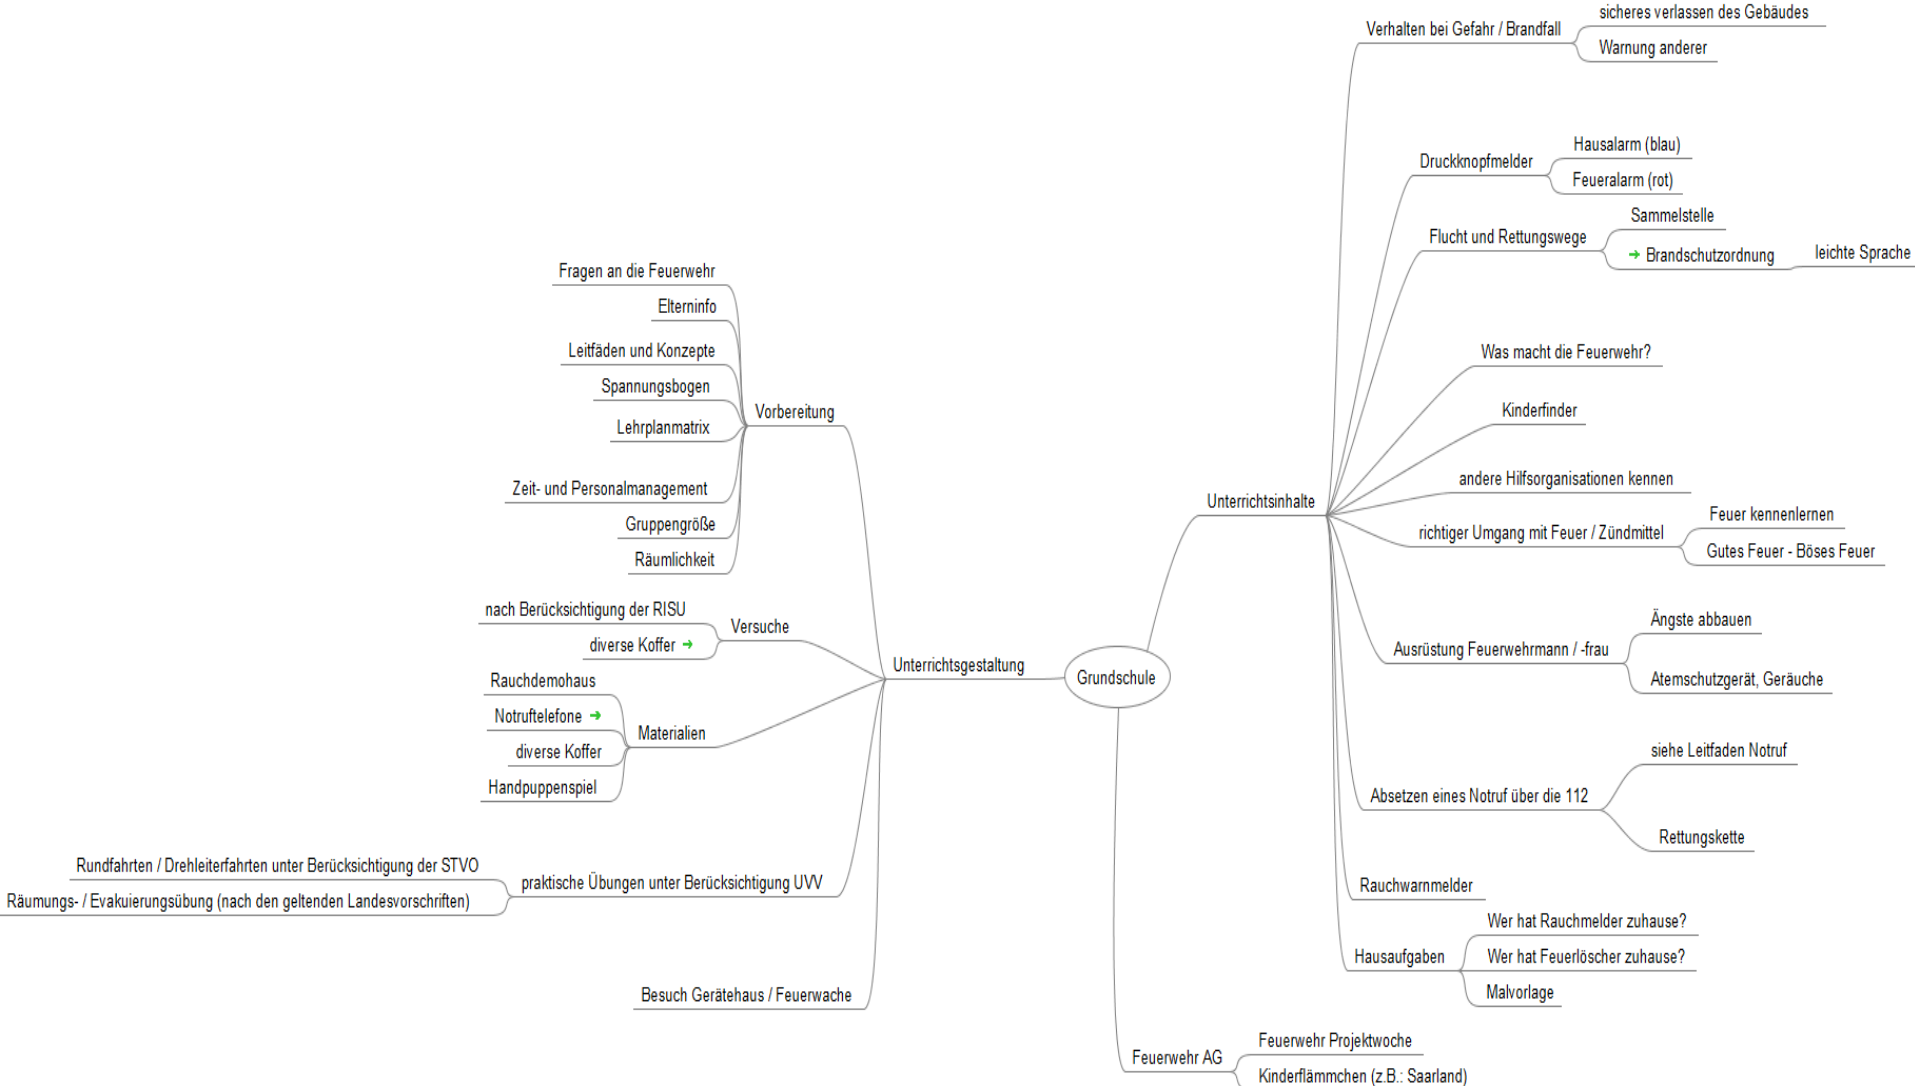 Grundschule
Unterrichtsinhalte
Verhalten bei Gefahr / Brandfall
sicheres verlassen des Gebäudes
Warnung anderer
Druckknopfmelder
Hausalarm (blau)
Feueralarm (rot)
Flucht und Rettungswege
Sammelstelle
Brandschutzordnung
leichte Sprache
Was macht die Feuerwehr?
Kinderfinder
andere Hilfsorganisationen kennen
richtiger Umgang mit Feuer / Zündmittel
Feuer kennenlernen
Gutes Feuer - Böses Feuer
Ausrüstung Feuerwehrmann / -frau
Ängste abbauen
Atemschutzgerät, Geräuche
Absetzen eines Notruf über die 112
siehe Leitfaden Notruf
Rettungskette
Rauchwarnmelder
Hausaufgaben
Wer hat Rauchmelder zuhause?
Wer hat Feuerlöscher zuhause?
Malvorlage
Feuerwehr AG
Feuerwehr Projektwoche
Kinderflämmchen (z.B.: Saarland)
Unterrichtsgestaltung
Vorbereitung
Fragen an die Feuerwehr
Elterninfo
Leitfäden und Konzepte
Spannungsbogen
Lehrplanmatrix
Zeit- und Personalmanagement
Gruppengröße
Räumlichkeit
Versuche
nach Berücksichtigung der RISU
diverse Koffer
Materialien
Rauchdemohaus
Notruftelefone
diverse Koffer
Handpuppenspiel
praktische Übungen unter Berücksichtigung UVV
Rundfahrten / Drehleiterfahrten unter Berücksichtigung der STVO
Räumungs- / Evakuierungsübung (nach den geltenden Landesvorschriften)
Besuch Gerätehaus / Feuerwache